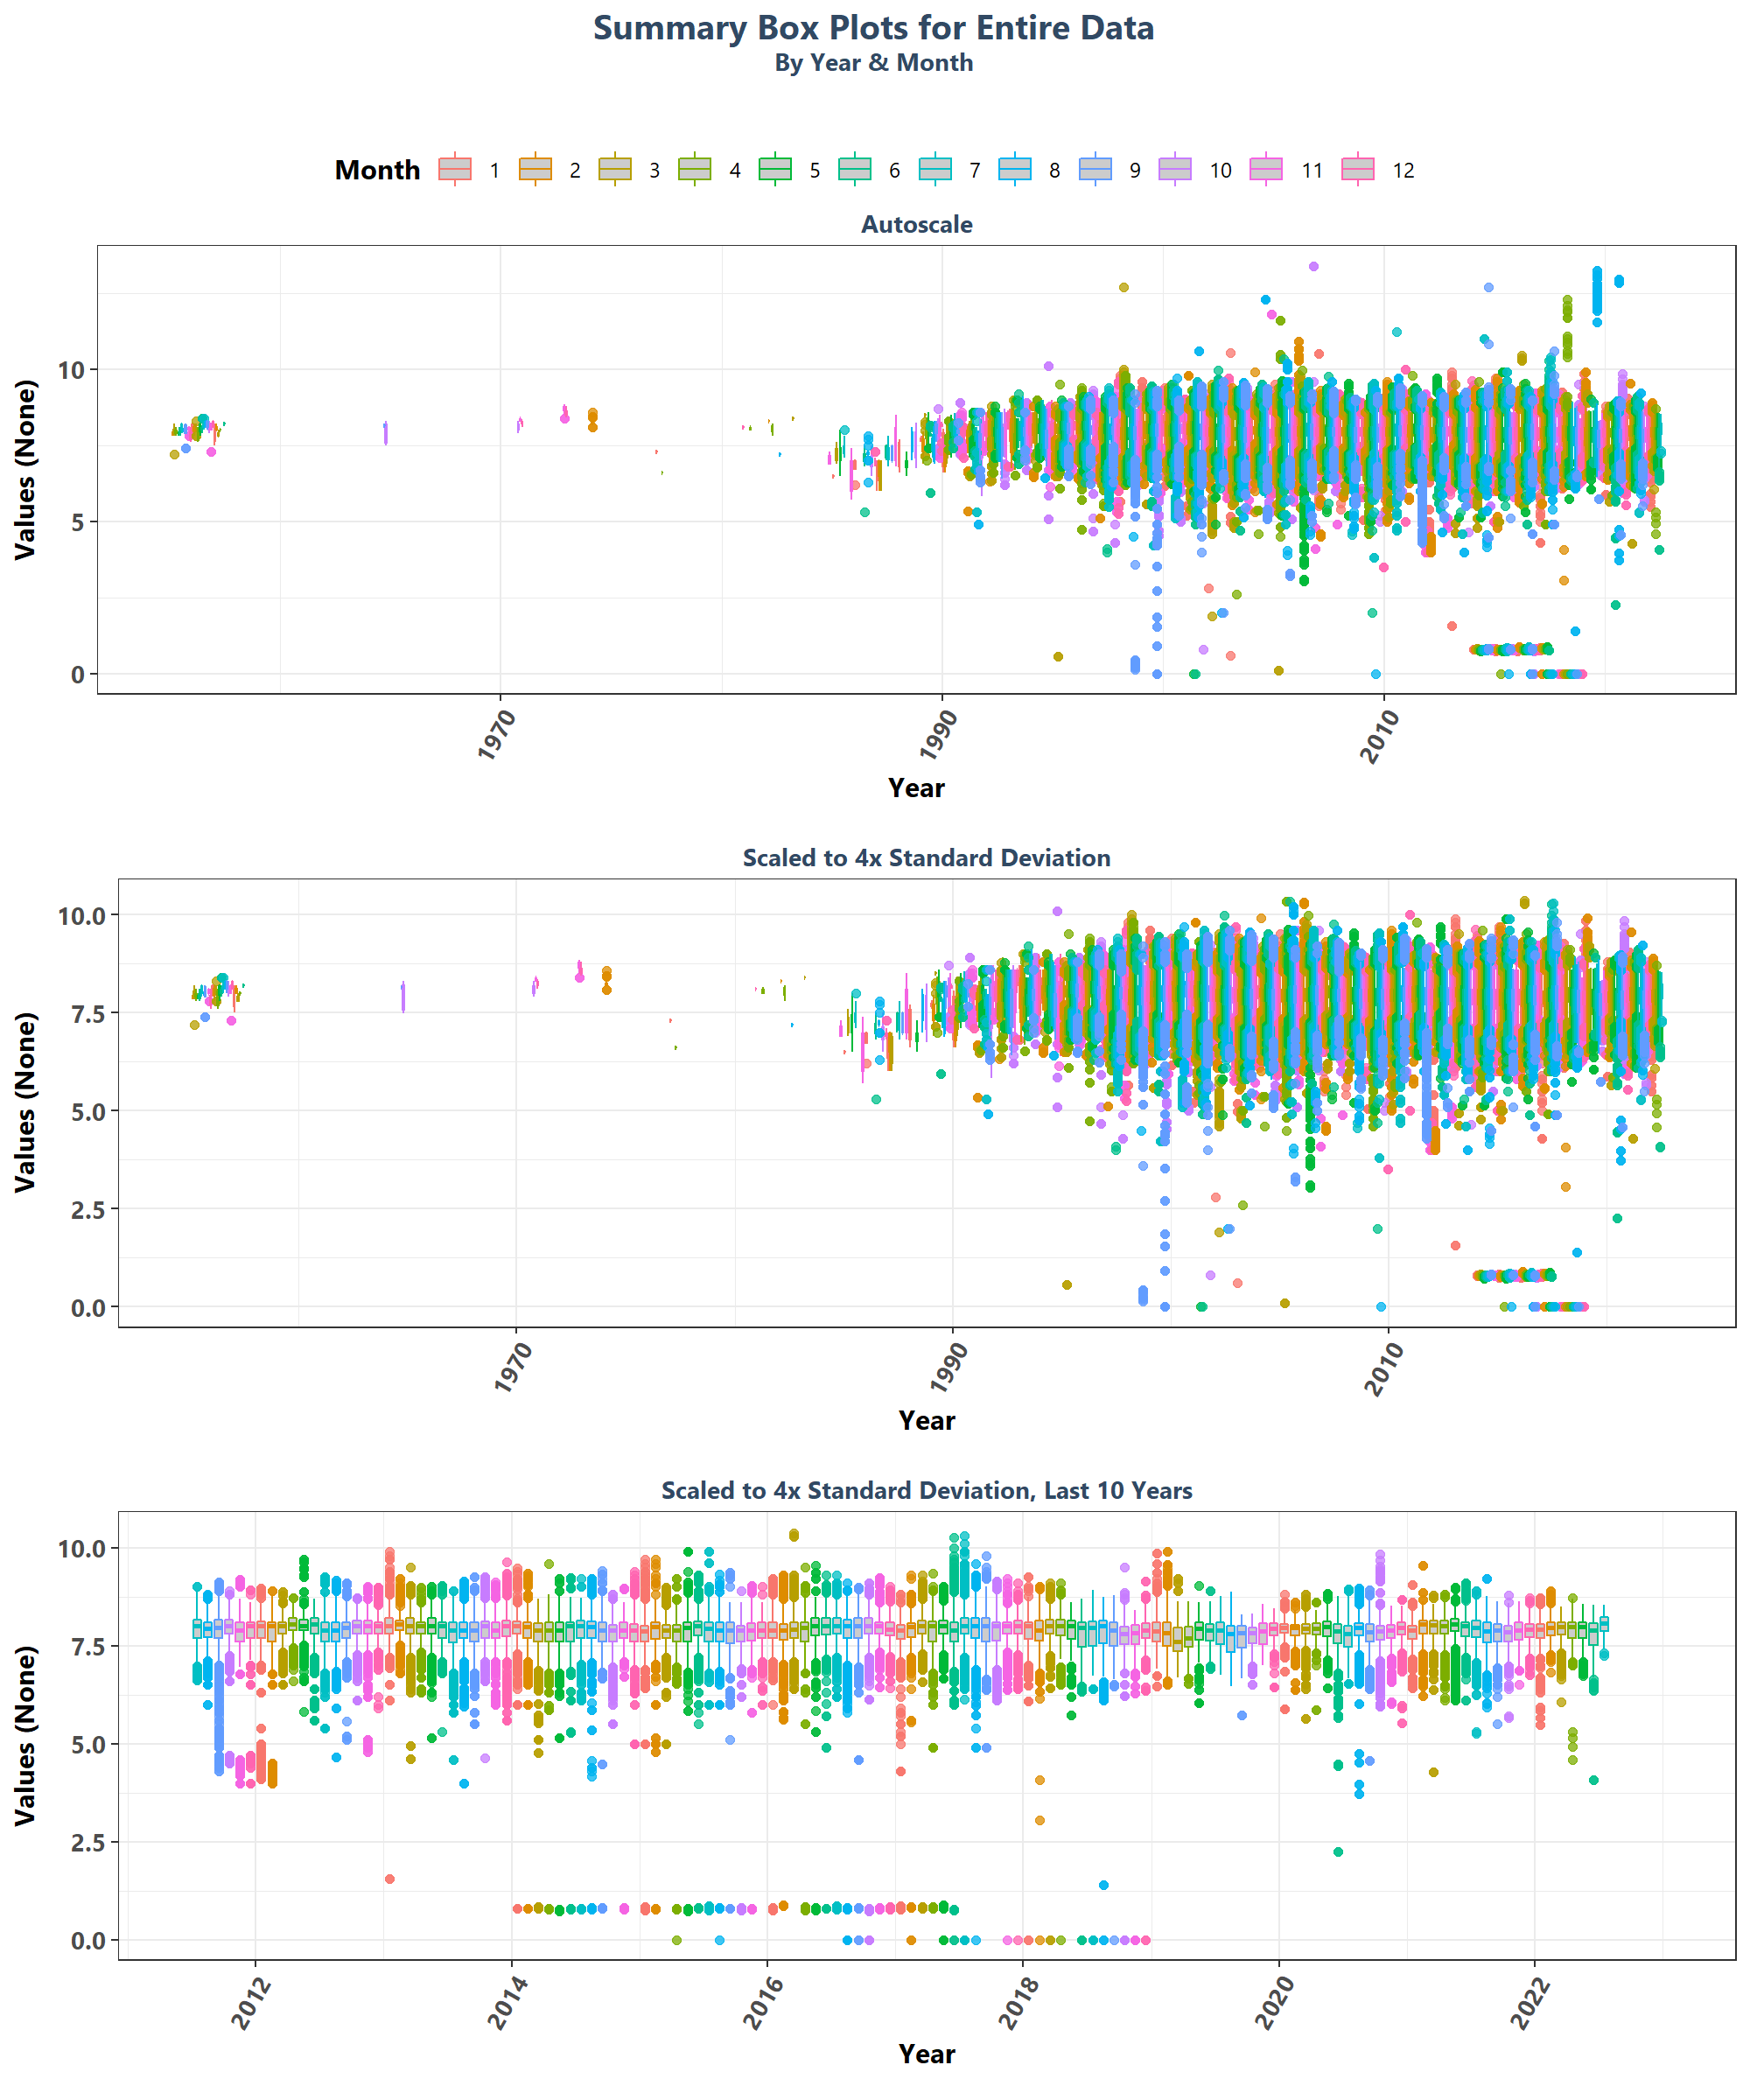 Summary Box Plots for Entire Data
By Year & Month
Month 1 2 3 4 5 6 7 8 9 10 11 12
Autoscale
Values (None)
10
5
0
1970 1990 2010
Year
Scaled to 4x Standard Deviation
Values (None)
10.0
7.5
5.0
2.5
0.0
1970 1990 2010
Year
Scaled to 4x Standard Deviation, Last 10 Years
Values (None)
10.0
7.5
5.0
2.5
0.0
2012 2014 2016 2018 2020 2022
Year